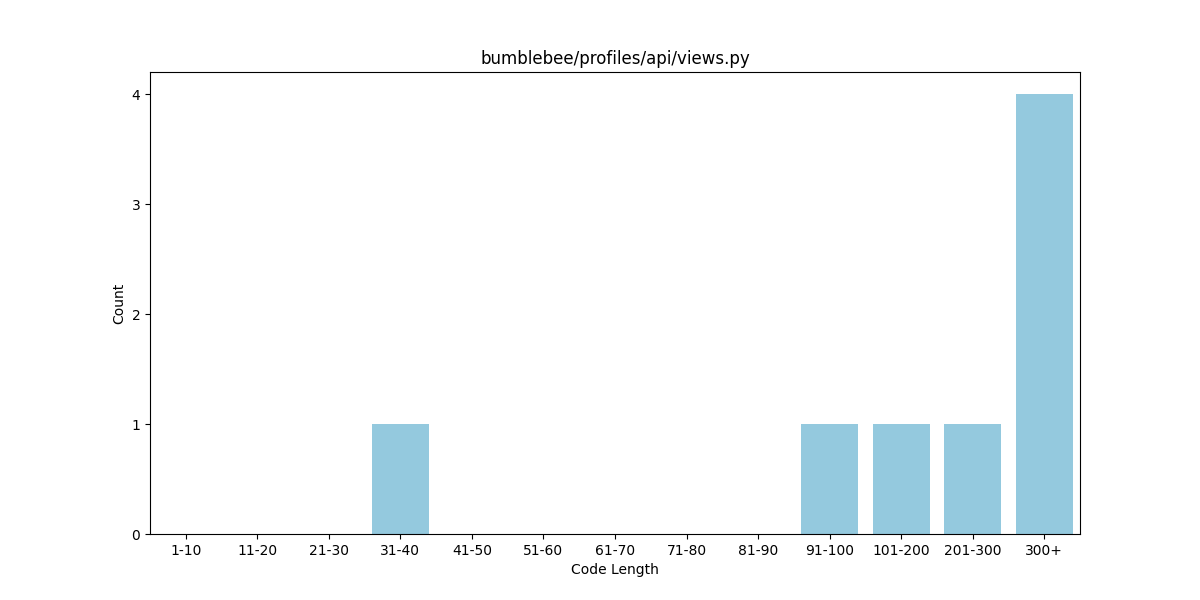 bumblebee/profiles/api/views.py
4
3
2
1
0
Count
1-10 11-20 21-30 31-40 41-50 51-60 61-70 71-80 81-90 91-100 101-200 201-300 300+
Code Length